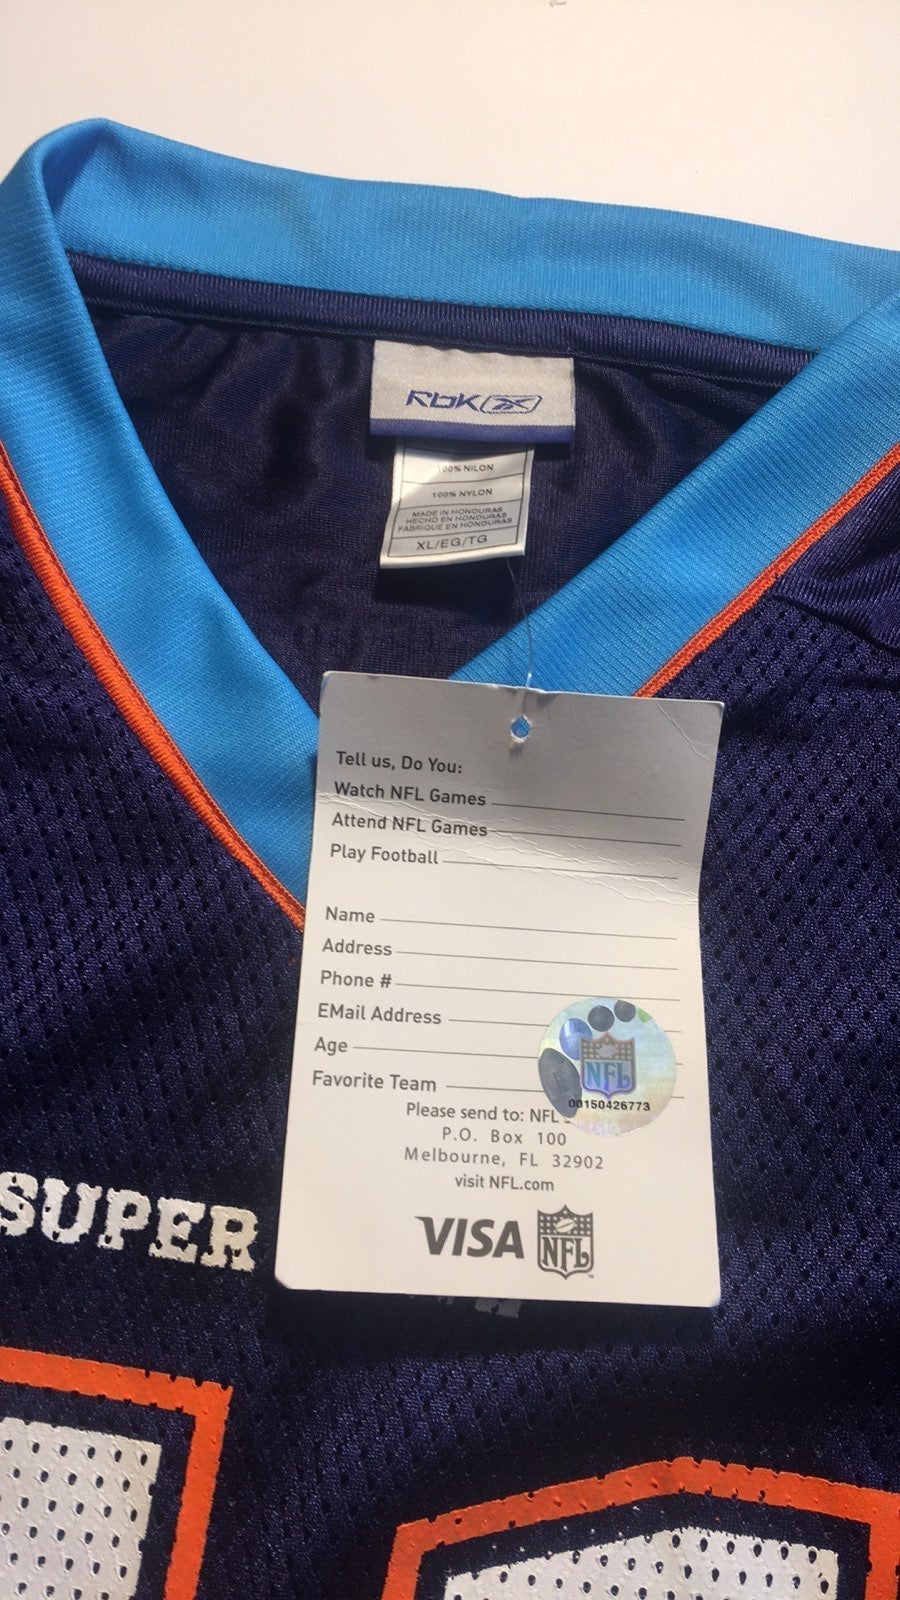 RBK
100% NILON
100% NYLON
MADE IN HONDURAS
HECHO EN HONDURAS
FABRIQUE EN HONDURAS
XL/EG/TG
Tell us, Do You:
Watch NFL Games
Attend NFL Games
Play Football
Name
Address
Phone #
EMail Address
Age
Favorite Team
NFL
00150426773
Please send to: NFL
P.O. Box 100
Melbourne, FL 32902
visit NFL.com
VISA NFL
SUPER